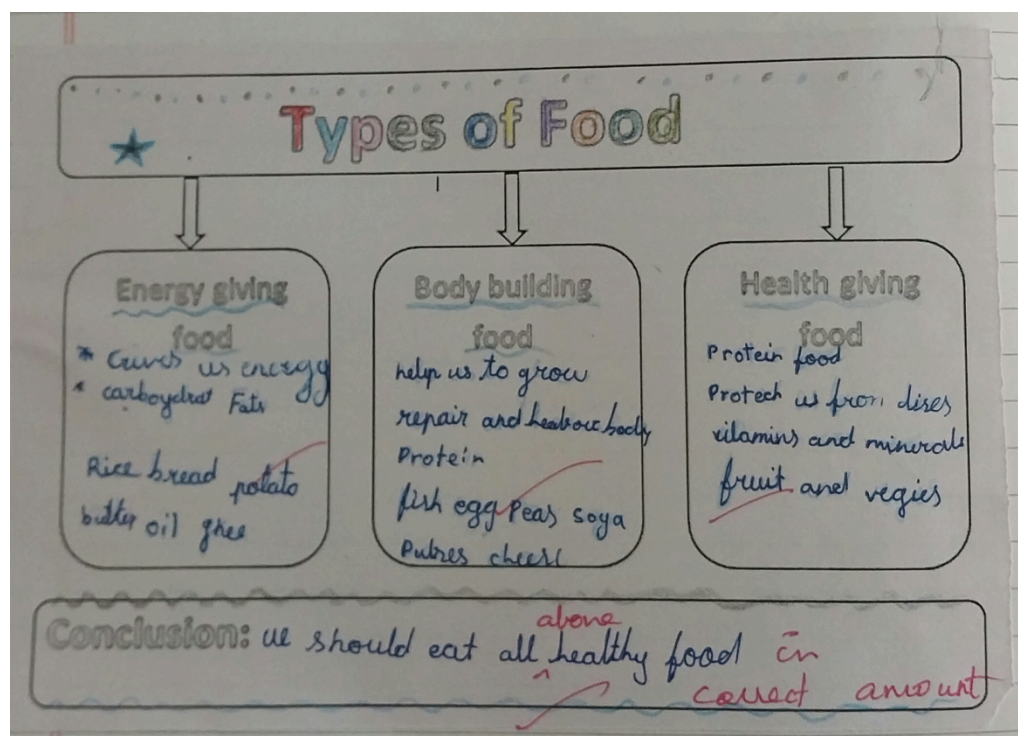 Types of Food
Energy giving
food
* Gives us energy
* carboydrat Fats
Rice bread potato
butter oil ghee
Body building
food
help us to grow
repair and heal our body
Protein
fish egg Peas soya
Pulses cheese
Health giving
food
Protein food
Protech us from dises
vitamins and minerals
fruit and vegies
Conclusion: we should eat all above healthy food in
correct amount